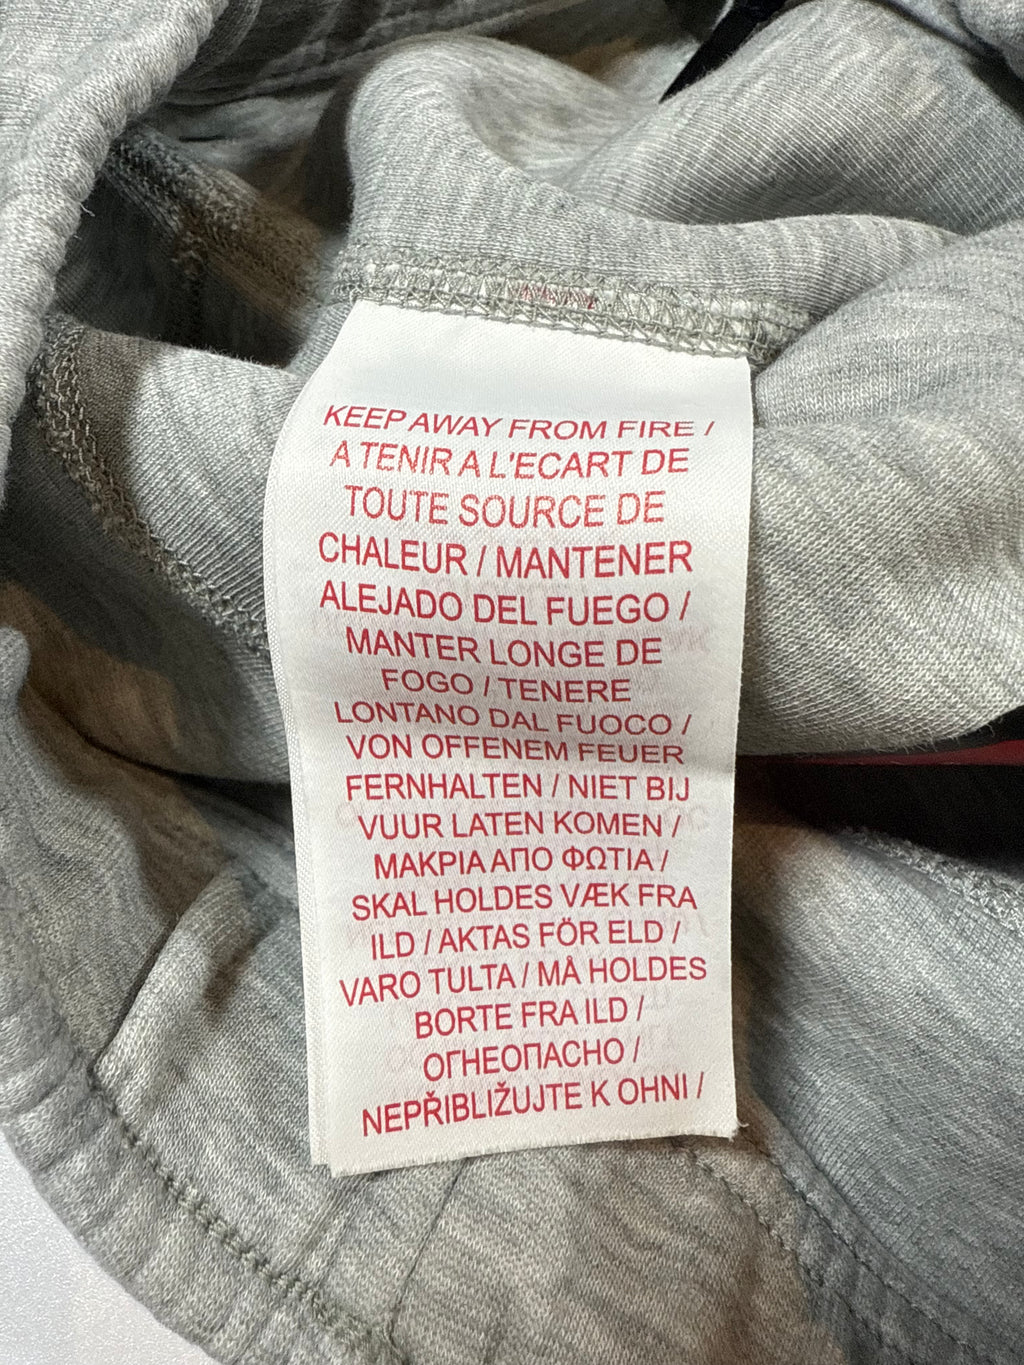 KEEP AWAY FROM FIRE /
A TENIR A L'ECART DE
TOUTE SOURCE DE
CHALEUR / MANTENER
ALEJADO DEL FUEGO /
MANTER LONGE DE
FOGO / TENERE
LONTANO DAL FUOCO /
VON OFFENEM FEUER
FERNHALTEN / NIET BIJ
VUUR LATEN KOMEN /
ΜΑΚΡΙΑ ΑΠΟ ΦΩΤΙΑ /
SKAL HOLDES VÆK FRA
ILD / AKTAS FÖR ELD /
VARO TULTA / MÅ HOLDES
BORTE FRA ILD /
ОГНЕОПАСНО /
NEPŘIBLIŽUJTE K OHNI /